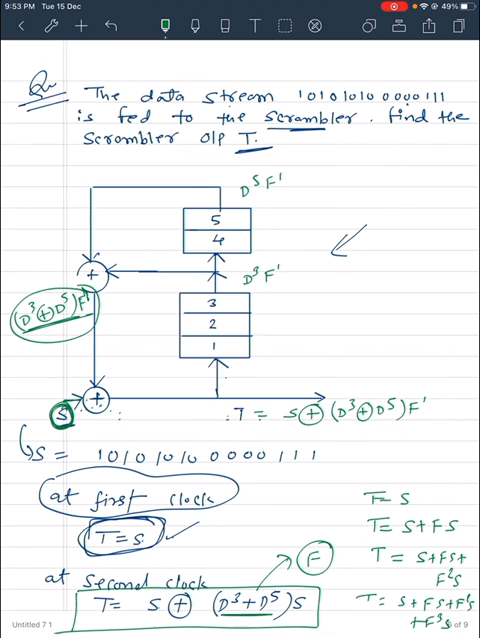 9:53 PM Tue 15 Dec
49%
Qu
The data stream 101010100000111
is fed to the scrambler. find the
scrambler o/p T.
D⁵F'
5
4
+
D³F'
(D³⊕D⁵)F'
3
2
1
S
+
T = S⊕(D³⊕D⁵)F'
S = 101010100000111
at first clock
T=S
at second clock
F
T= S ⊕ (D³+D⁵)S
T=S
T=S+FS
T = S+FS+
F²S
T= S+FS+F²S
+F³S
Untitled 7 1
6 of 9